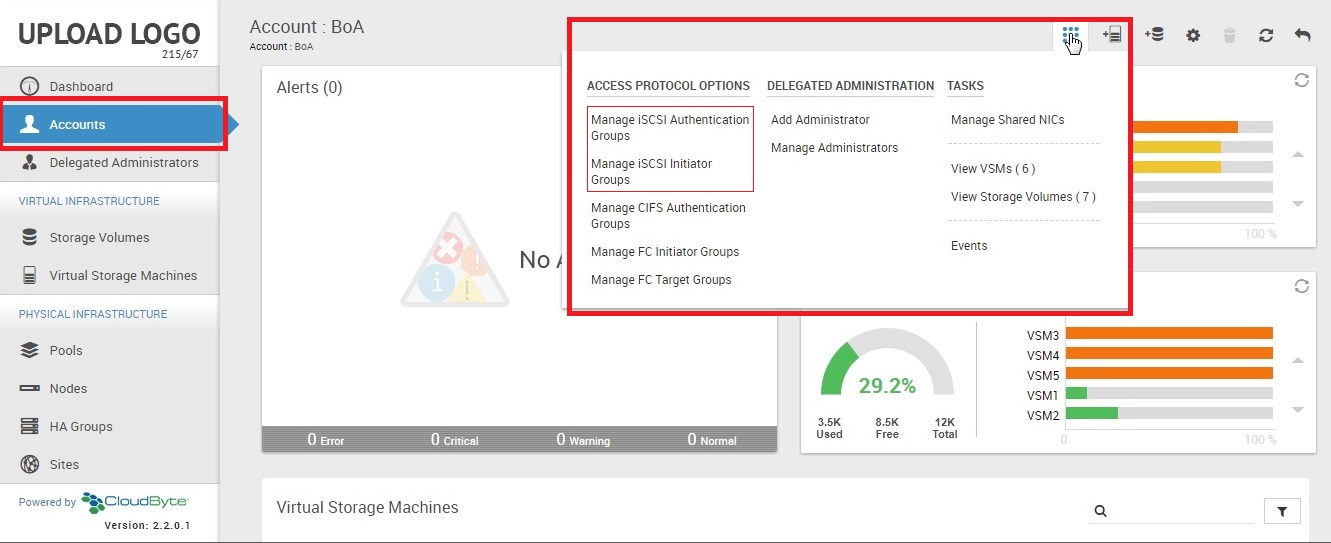 UPLOAD LOGO
215/67
Dashboard
Accounts
Delegated Administrators
VIRTUAL INFRASTRUCTURE
Storage Volumes
Virtual Storage Machines
PHYSICAL INFRASTRUCTURE
Pools
Nodes
HA Groups
Sites
Powered by CloudByte
Version: 2.2.0.1
Account : BoA
Account : BoA
Alerts (0)
No A
0 Error 0 Critical 0 Warning 0 Normal
ACCESS PROTOCOL OPTIONS
Manage iSCSI Authentication
Groups
Manage iSCSI Initiator
Groups
Manage CIFS Authentication
Groups
Manage FC Initiator Groups
Manage FC Target Groups
DELEGATED ADMINISTRATION
Add Administrator
Manage Administrators
TASKS
Manage Shared NICs
View VSMs ( 6 )
View Storage Volumes ( 7 )
Events
100 %
29.2%
3.5K 8.5K 12K
Used Free Total
VSM3
VSM4
VSM5
VSM1
VSM2
0 100 %
Virtual Storage Machines